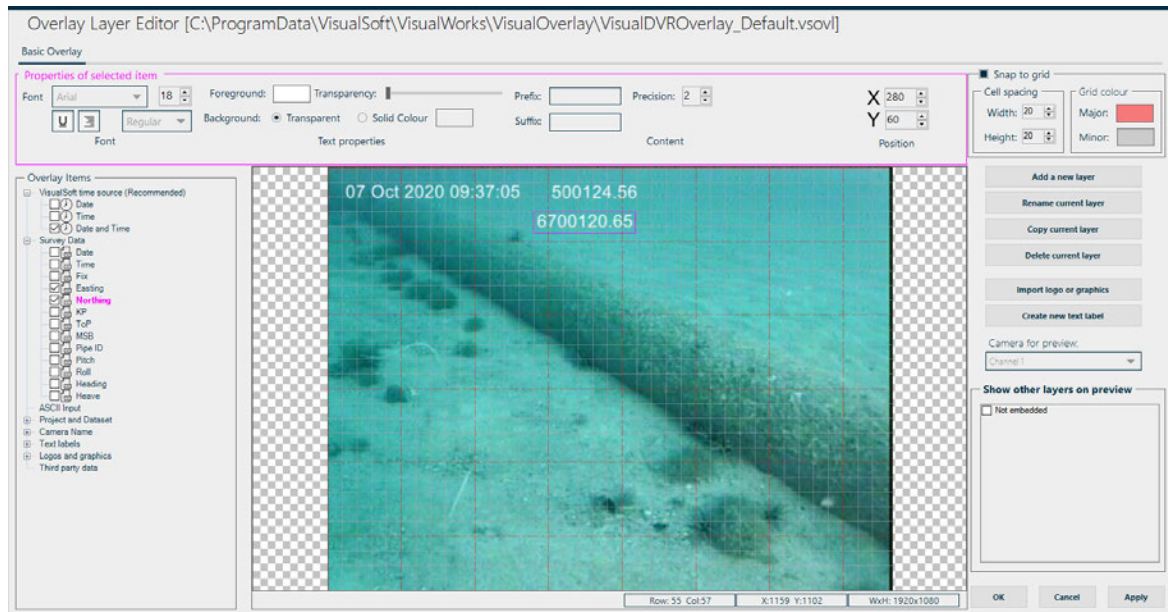 Overlay Layer Editor [C:\ProgramData\VisualSoft\VisualWorks\VisualOverlay\VisualDVROverlay_Default.vsovl]
Basic Overlay
Properties of selected item
Font Arial 18 Foreground: Transparency: Prefix: Precision: 2 X 280
U Regular Background: Transparent Solid Colour Suffix: Y 60
Font Text properties Content Position
Snap to grid
Cell spacing Grid colour
Width: 20 Major:
Height: 20 Minor:
Overlay Items
VisualSoft time source (Recommended)
Date
Time
Date and Time
Survey Data
Date
Time
Fix
Easting
Northing
KP
ToP
MSB
Pipe ID
Pitch
Roll
Heading
Heave
ASCII Input
Project and Dataset
Camera Name
Text labels
Logos and graphics
Third party data
07 Oct 2020 09:37:05 500124.56
6700120.65
Row: 55 Col:57 X:1159 Y:1102 WxH: 1920x1080
Add a new layer
Rename current layer
Copy current layer
Delete current layer
Import logo or graphics
Create new text label
Camera for preview:
Channel 1
Show other layers on preview
Not embedded
OK Cancel Apply